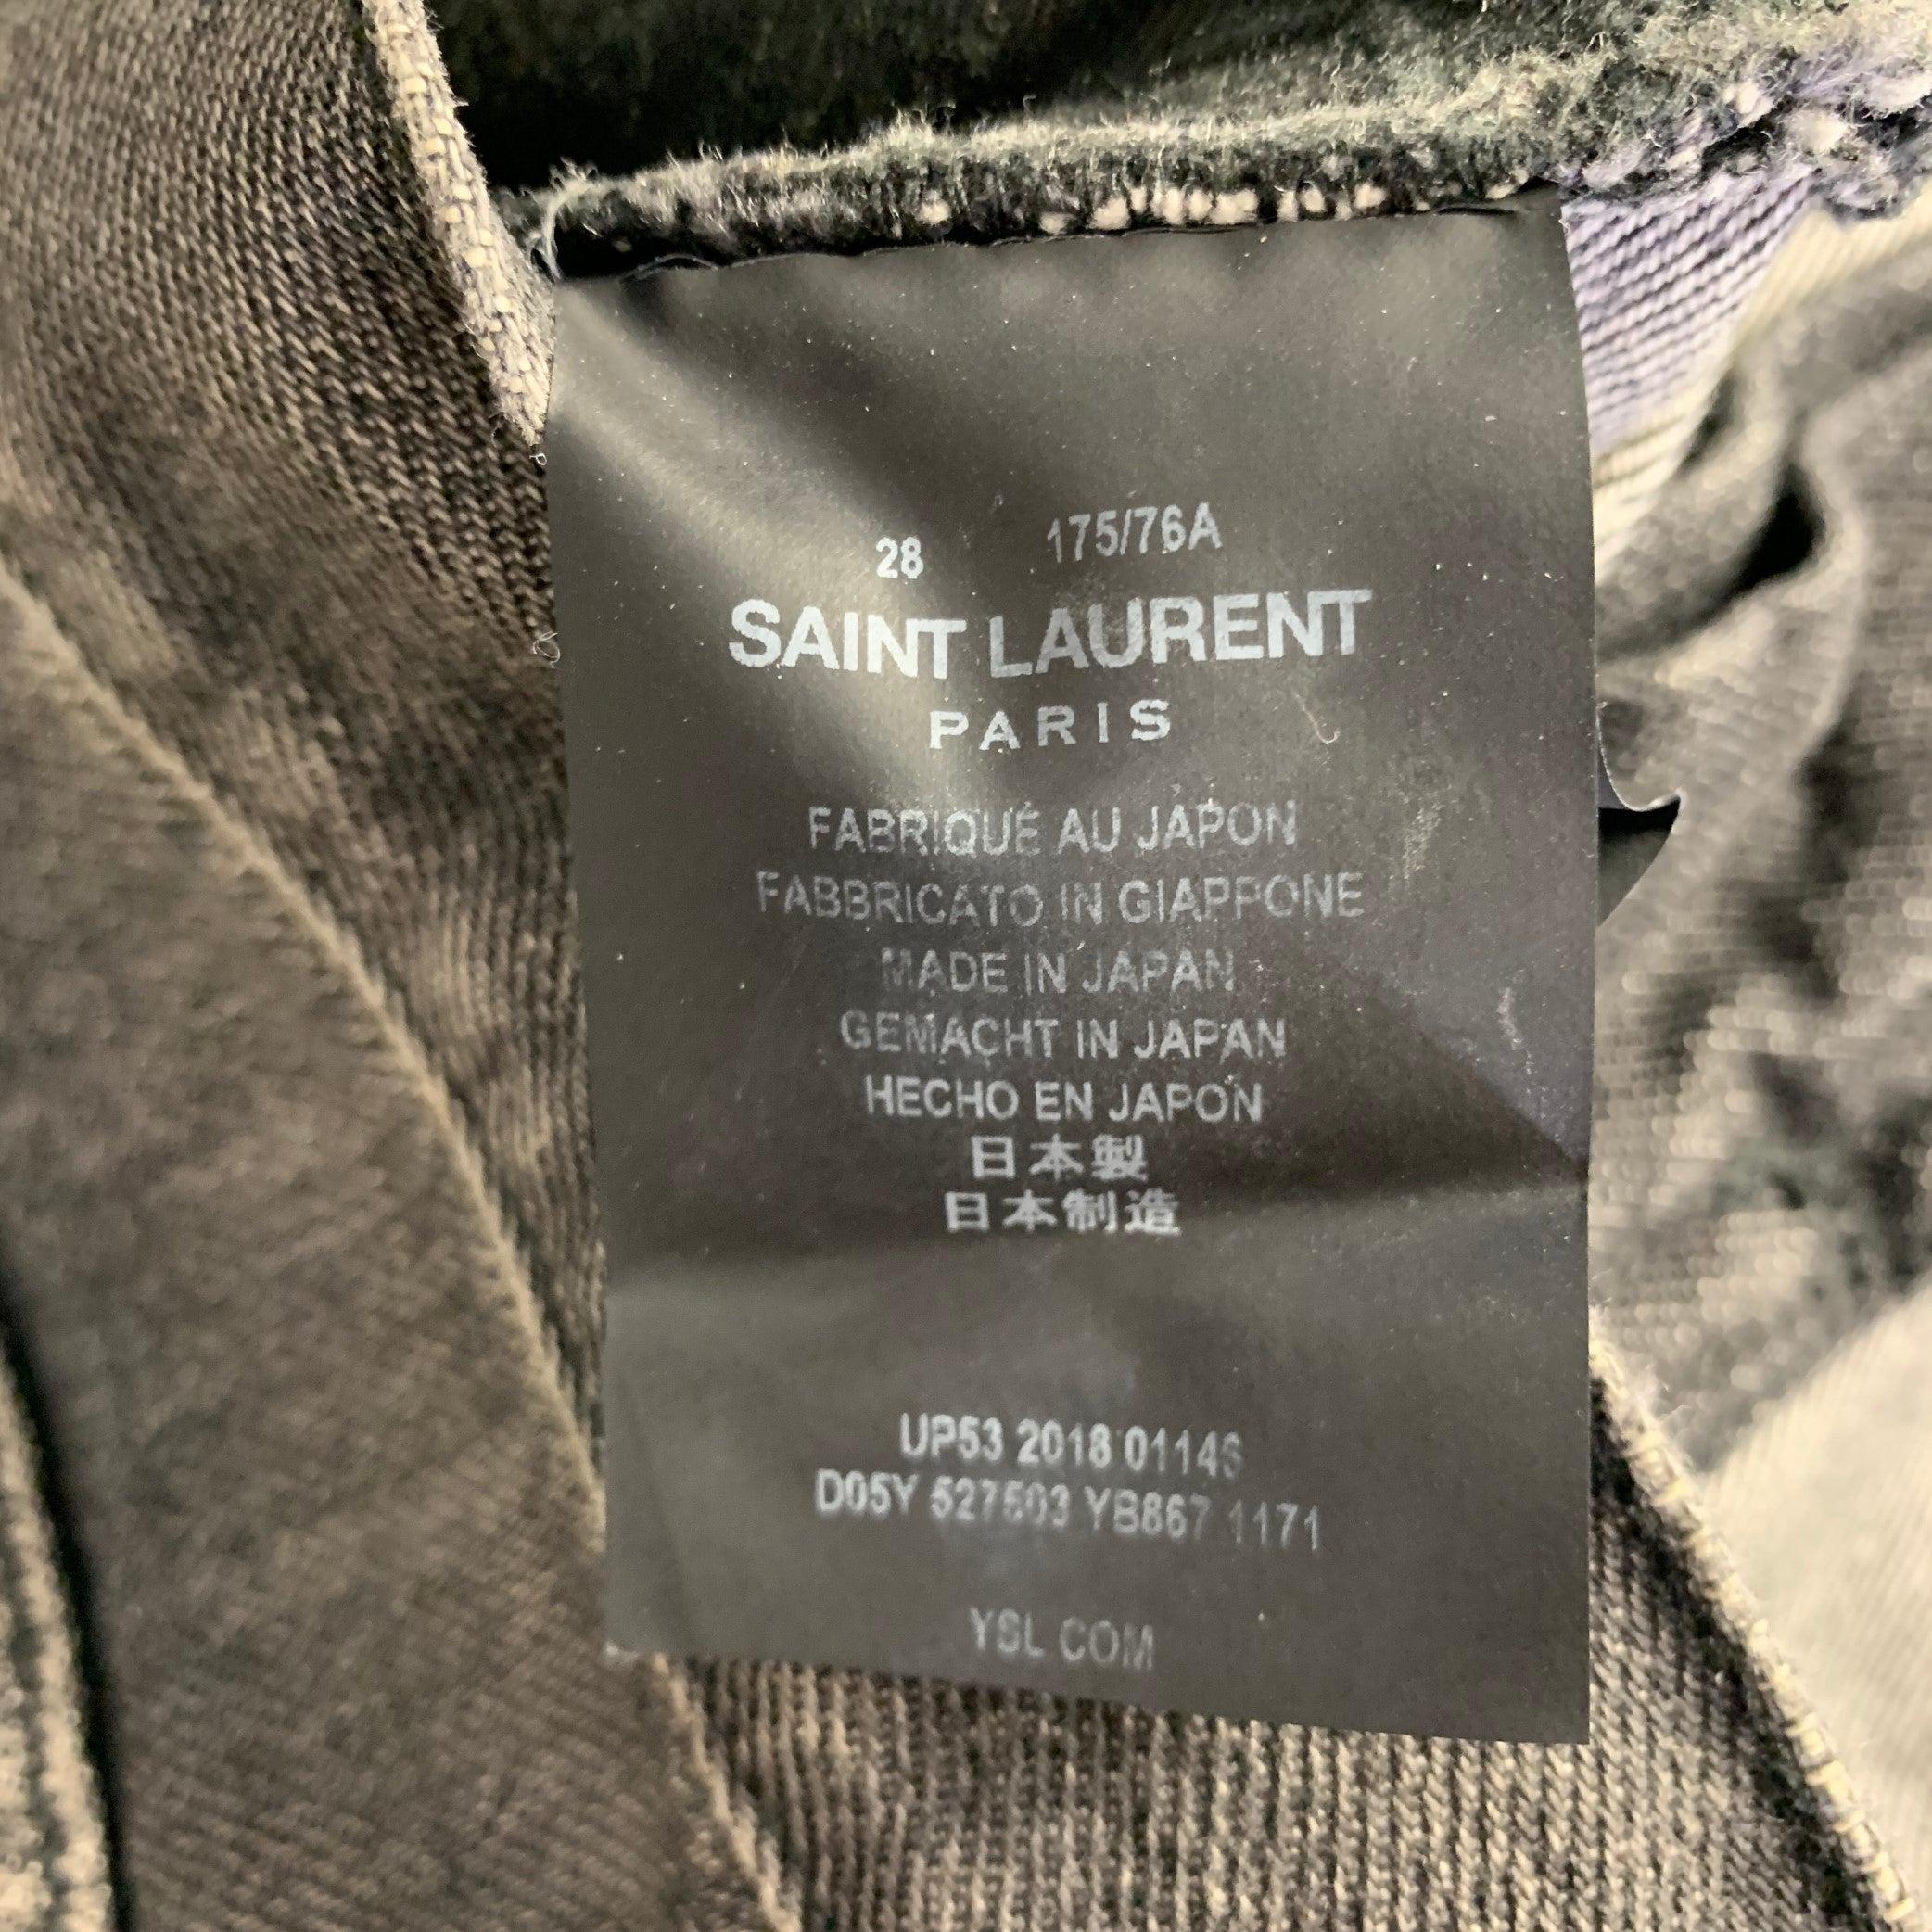 28 175/76A
SAINT LAURENT
PARIS
FABRIQUÉ AU JAPON
FABBRICATO IN GIAPPONE
MADE IN JAPAN
GEMACHT IN JAPAN
HECHO EN JAPON
日本製
日本制造
UP53 2018 01146
D05Y 527503 YB867 1171
YSL COM